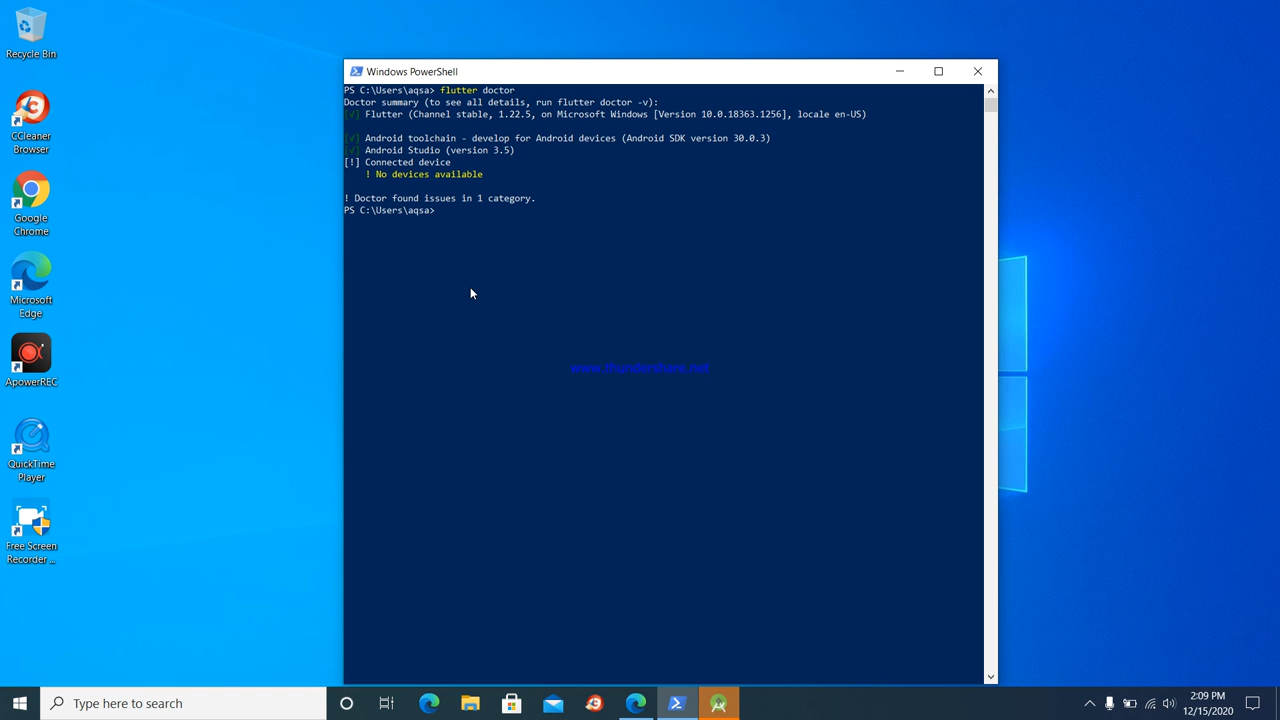 Recycle Bin
CCleaner
Browser
Google
Chrome
Microsoft
Edge
ApowerREC
QuickTime
Player
Free Screen
Recorder ...
Windows PowerShell
PS C:\Users\aqsa> flutter doctor
Doctor summary (to see all details, run flutter doctor -v):
[√] Flutter (Channel stable, 1.22.5, on Microsoft Windows [Version 10.0.18363.1256], locale en-US)
[√] Android toolchain - develop for Android devices (Android SDK version 30.0.3)
[√] Android Studio (version 3.5)
[!] Connected device
! No devices available
! Doctor found issues in 1 category.
PS C:\Users\aqsa>
www.thundershare.net
Type here to search
2:09 PM
12/15/2020